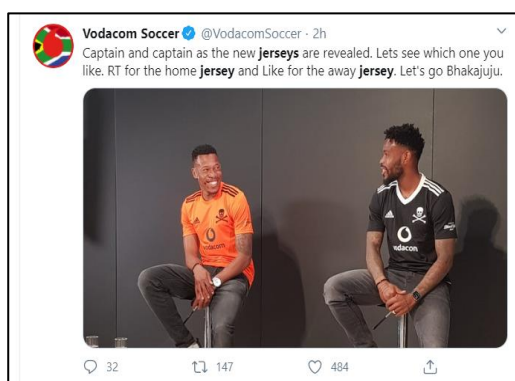 Vodacom Soccer @VodacomSoccer · 2h
Captain and captain as the new jerseys are revealed. Lets see which one you
like. RT for the home jersey and Like for the away jersey. Let's go Bhakajuju.
vodacom
vodacom
32 147 484